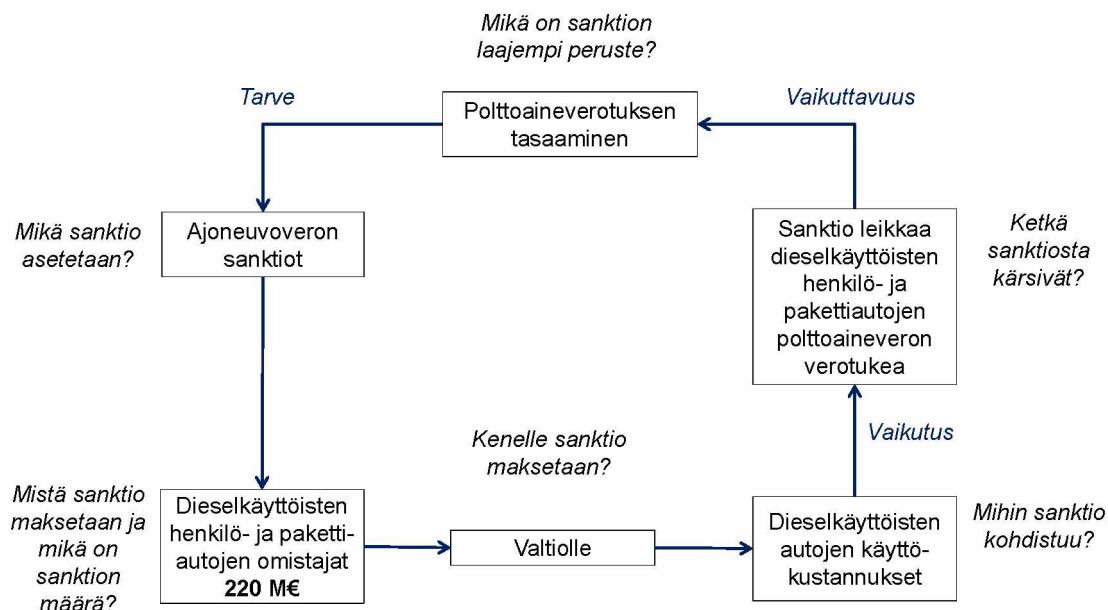 Mikä on sanktion
laajempi peruste?
Tarve
Polttoaineverotuksen
tasaaminen
Vaikuttavuus
Mikä sanktio
asetetaan?
Ajoneuvoveron
sanktiot
Sanktio leikkaa
dieselkäyttöisten
henkilö- ja
pakettiautojen
polttoaineveron
verotukea
Ketkä
sanktiosta
kärsivät?
Vaikutus
Kenelle sanktio
maksetaan?
Mistä sanktio
maksetaan ja
mikä on
sanktion
määrä?
Dieselkäyttöisten
henkilö- ja paketti-
autojen omistajat
220 M€
Valtiolle
Dieselkäyttöisten
autojen käyttö-
kustannukset
Mihin sanktio
kohdistuu?